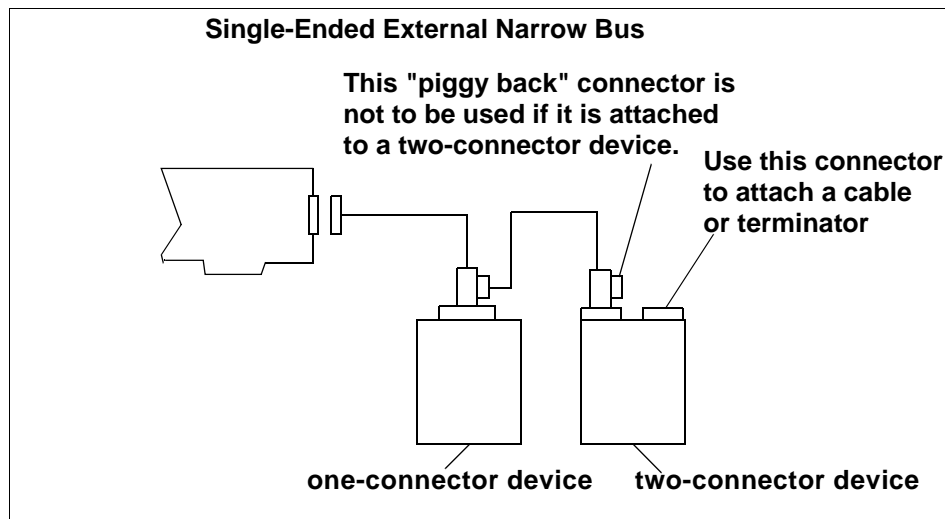 Single-Ended External Narrow Bus
This "piggy back" connector is
not to be used if it is attached
to a two-connector device.
Use this connector
to attach a cable
or terminator
one-connector device
two-connector device